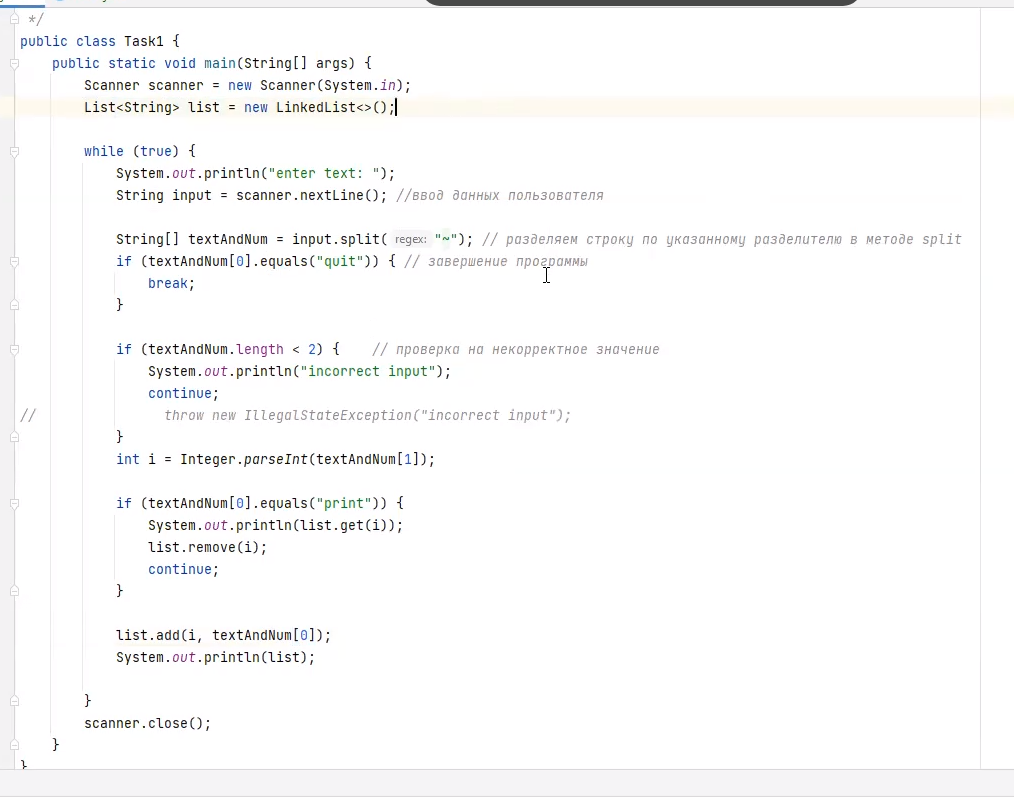 */
public class Task1 {
public static void main(String[] args) {
Scanner scanner = new Scanner(System.in);
List<String> list = new LinkedList<>();
while (true) {
System.out.println("enter text: ");
String input = scanner.nextLine(); //ввод данных пользователя
String[] textAndNum = input.split( regex: "~"); // разделяем строку по указанному разделителю в методе split
if (textAndNum[0].equals("quit")) { // завершение программы
break;
}
if (textAndNum.length < 2) { // проверка на некорректное значение
System.out.println("incorrect input");
continue;
// throw new IllegalStateException("incorrect input");
}
int i = Integer.parseInt(textAndNum[1]);
if (textAndNum[0].equals("print")) {
System.out.println(list.get(i));
list.remove(i);
continue;
}
list.add(i, textAndNum[0]);
System.out.println(list);
}
scanner.close();
}
}